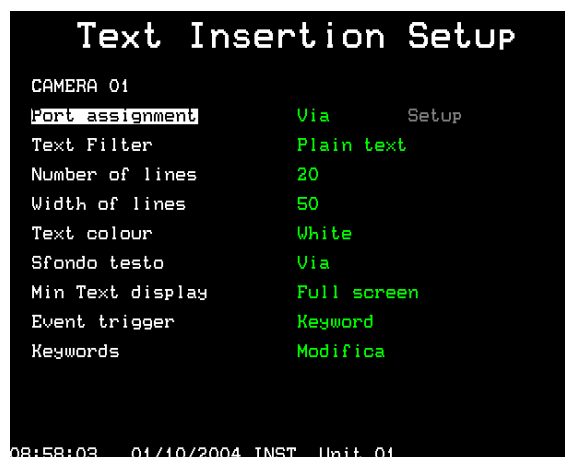 Text Insertion Setup
CAMERA 01
Port assignment Via Setup
Text Filter Plain text
Number of lines 20
Width of lines 50
Text colour White
Sfondo testo Via
Min Text display Full screen
Event trigger Keyword
Keywords Modifica
08:58:03 01/10/2004 INST Unit 01